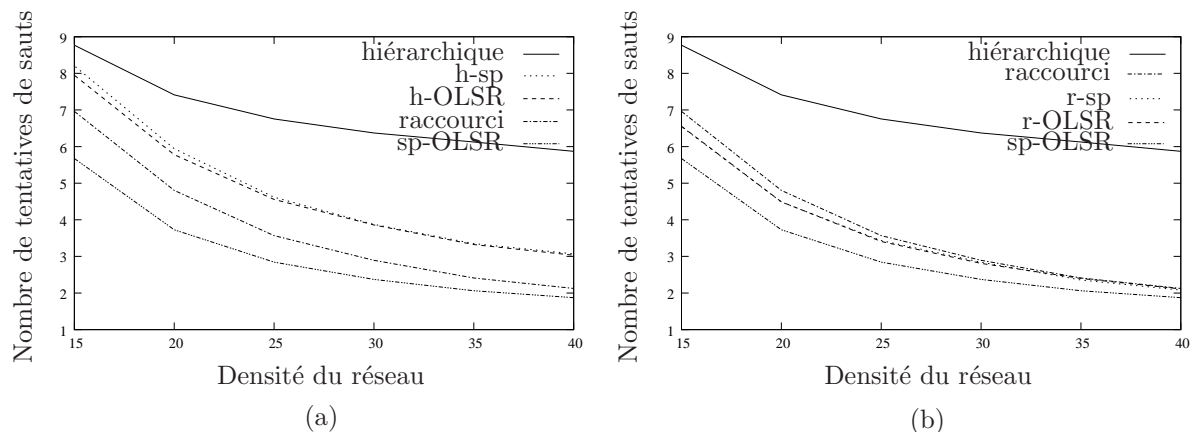 Nombre de tentatives de sauts
9
8
7
6
5
4
3
2
1
hiérarchique
h-sp
h-OLSR
raccourci
sp-OLSR
15
20
25
30
35
40
Densité du réseau
(a)
Nombre de tentatives de sauts
9
8
7
6
5
4
3
2
1
hiérarchique
raccourci
r-sp
r-OLSR
sp-OLSR
15
20
25
30
35
40
Densité du réseau
(b)